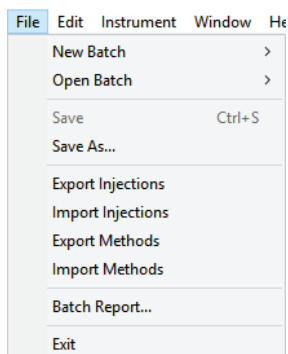 File Edit Instrument Window He
New Batch >
Open Batch >
Save Ctrl+S
Save As...
Export Injections
Import Injections
Export Methods
Import Methods
Batch Report...
Exit